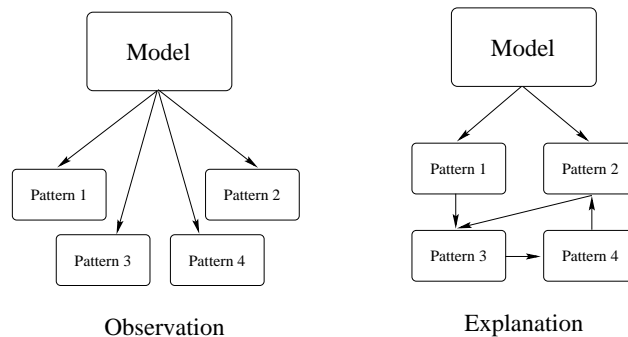 Model
Pattern 1
Pattern 2
Pattern 3
Pattern 4
Observation
Model
Pattern 1
Pattern 2
Pattern 3
Pattern 4
Explanation